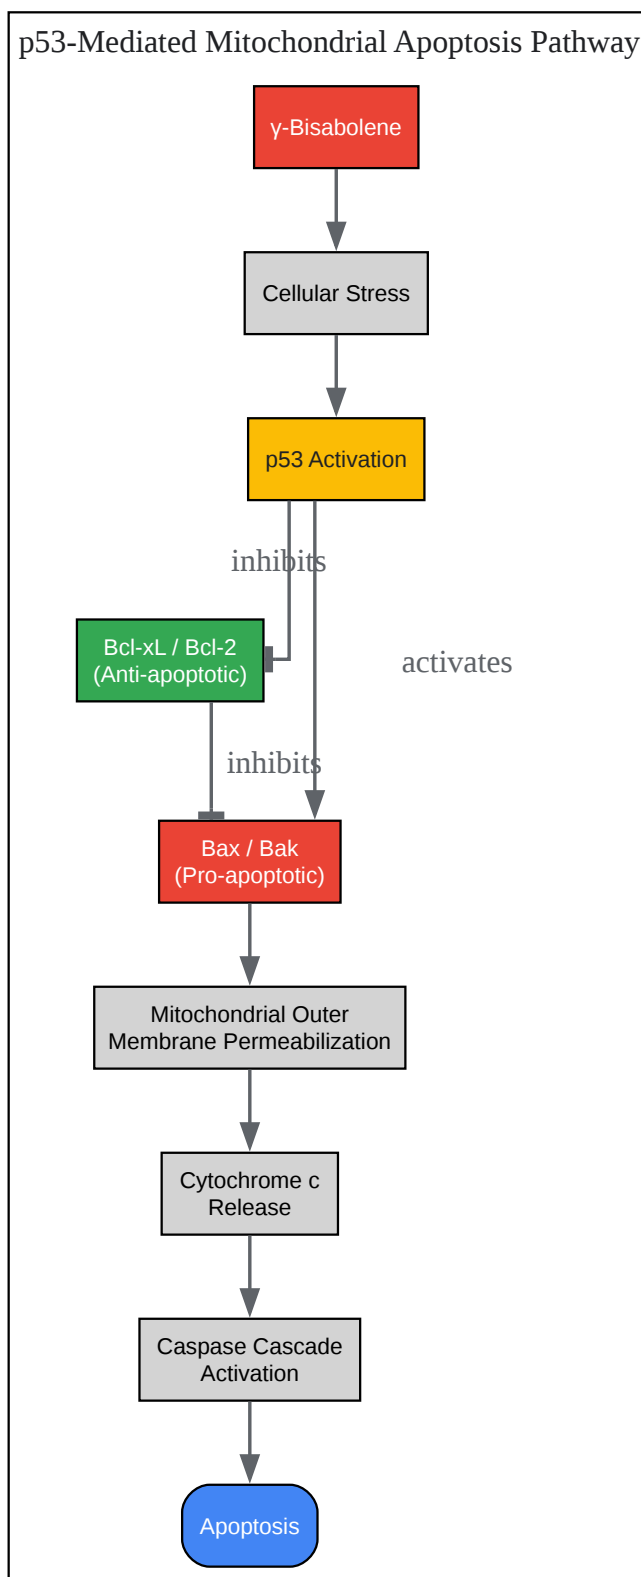 p53-Mediated Mitochondrial Apoptosis Pathway
γ-Bisabolene
Cellular Stress
p53 Activation
inhibits
Bcl-xL / Bcl-2
(Anti-apoptotic)
activates
inhibits
Bax / Bak
(Pro-apoptotic)
Mitochondrial Outer
Membrane Permeabilization
Cytochrome c
Release
Caspase Cascade
Activation
Apoptosis